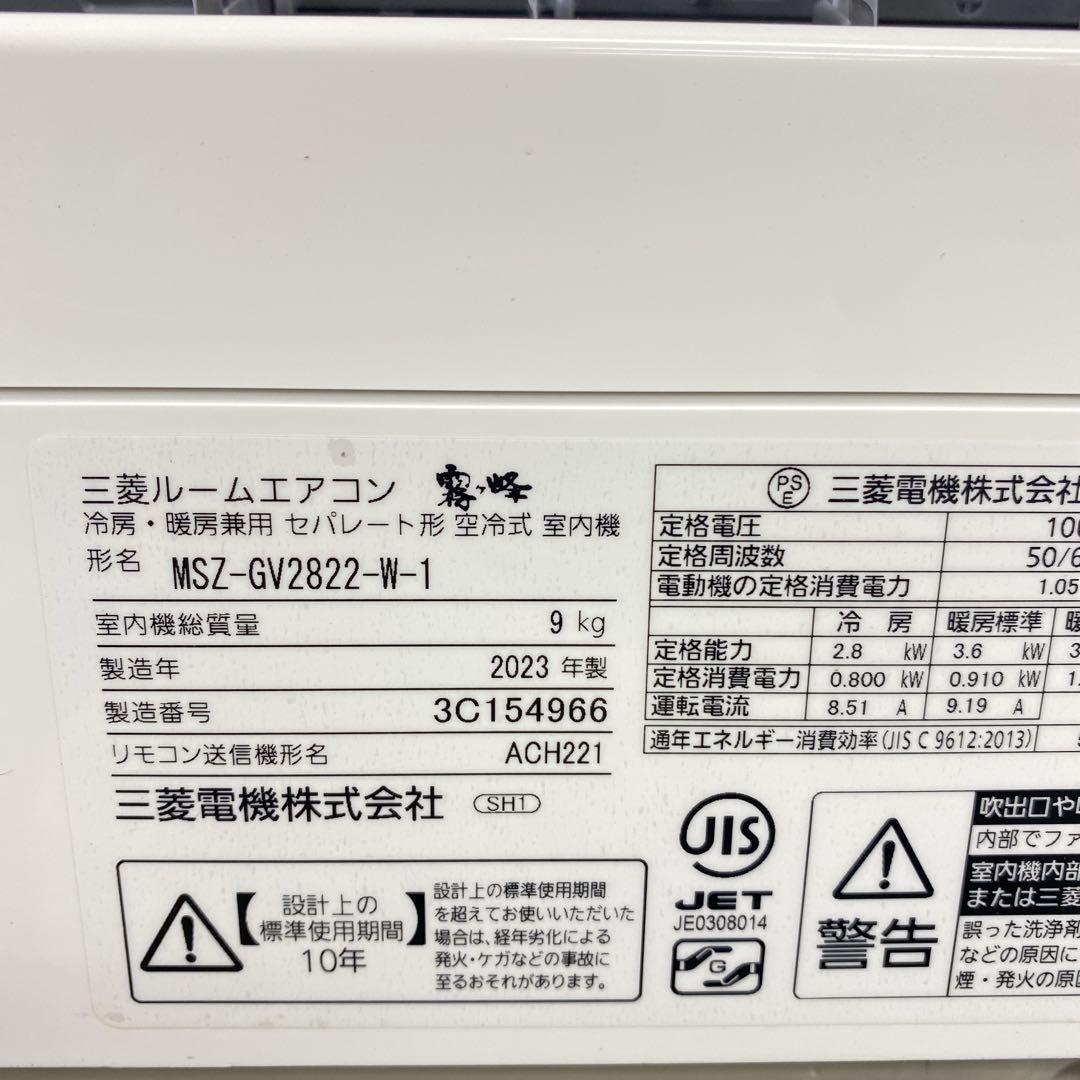 三菱ルームエアコン 霧ヶ峰
冷房・暖房兼用 セパレート形 空冷式 室内機
形名 MSZ-GV2822-W-1
室内機総質量 9 kg
製造年 2023 年製
製造番号 3C154966
リモコン送信機形名 ACH221
三菱電機株式会社 SH1
【設計上の
標準使用期間】
10年
設計上の標準使用期間
を超えてお使いいただいた
場合は、経年劣化による
発火・ケガなどの事故に
至るおそれがあります。
PS
E
三菱電機株式会社
定格電圧 100
定格周波数 50/6
電動機の定格消費電力 1.05
冷 房 暖房標準 暖
定格能力 2.8 kW 3.6 kW 3
定格消費電力 0.800 kW 0.910 kW 1.
運転電流 8.51 A 9.19 A
通年エネルギー消費効率(JIS C 9612:2013)
JIS
JET
JE0308014
G
警告
吹出口や
内部でファ
室内機内部
または三菱
誤った洗浄剤
などの原因に
煙・発火の原因